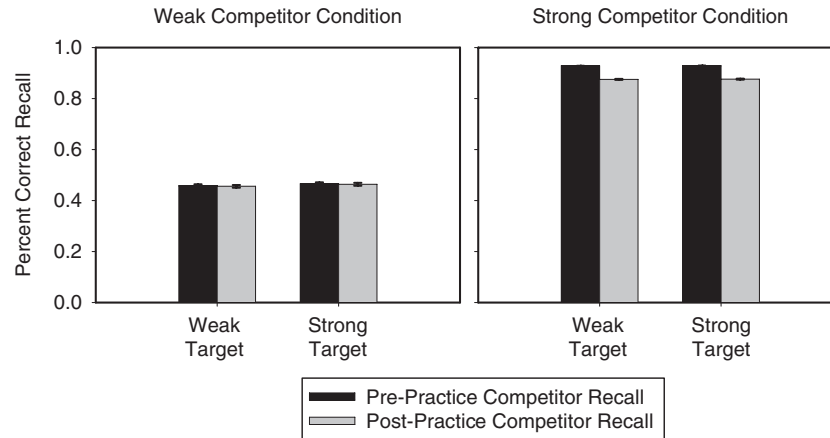 Weak Competitor Condition
Strong Competitor Condition
Percent Correct Recall
1.0
0.8
0.6
0.4
0.2
0.0
Weak
Target
Strong
Target
Weak
Target
Strong
Target
Pre-Practice Competitor Recall
Post-Practice Competitor Recall